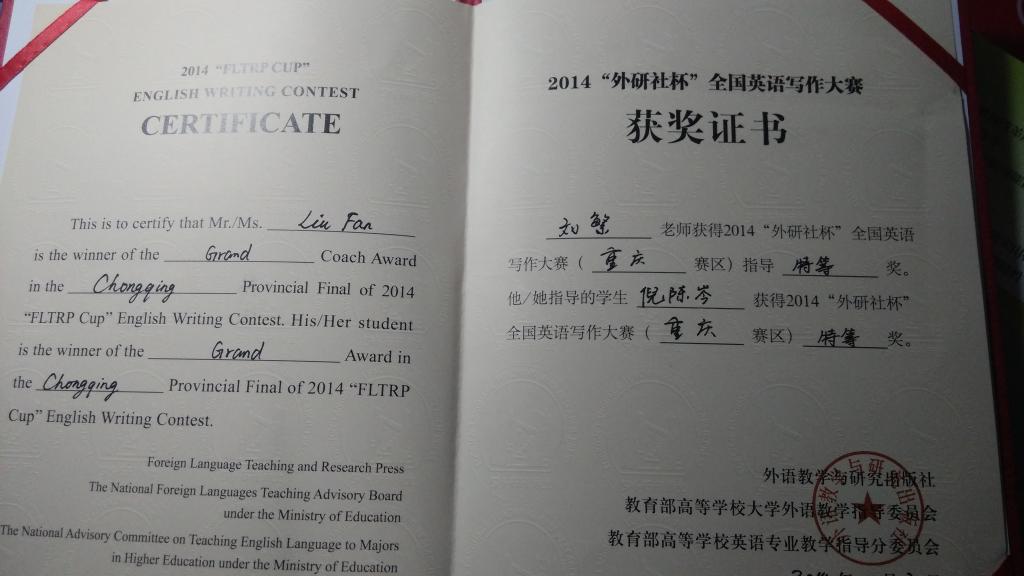 2014 “FLTRP CUP”
ENGLISH WRITING CONTEST
CERTIFICATE
This is to certify that Mr./Ms. Liu Fan
is the winner of the Grand Coach Award
in the Chongqing Provincial Final of 2014
“FLTRP Cup” English Writing Contest. His/Her student
is the winner of the Grand Award in
the Chongqing Provincial Final of 2014 “FLTRP
Cup” English Writing Contest.
Foreign Language Teaching and Research Press
The National Foreign Languages Teaching Advisory Board
under the Ministry of Education
The National Advisory Committee on Teaching English Language to Majors
in Higher Education under the Ministry of Education
2014“外研社杯”全国英语写作大赛
获奖证书
刘繁 老师获得2014“外研社杯”全国英语
写作大赛（重庆 赛区）指导 特等 奖。
他/她指导的学生 倪陈岑 获得2014“外研社杯”
全国英语写作大赛（重庆 赛区）特等 奖。
外语教学与研究出版社
教育部高等学校大学外语教学指导委员会
教育部高等学校英语专业教学指导分委员会